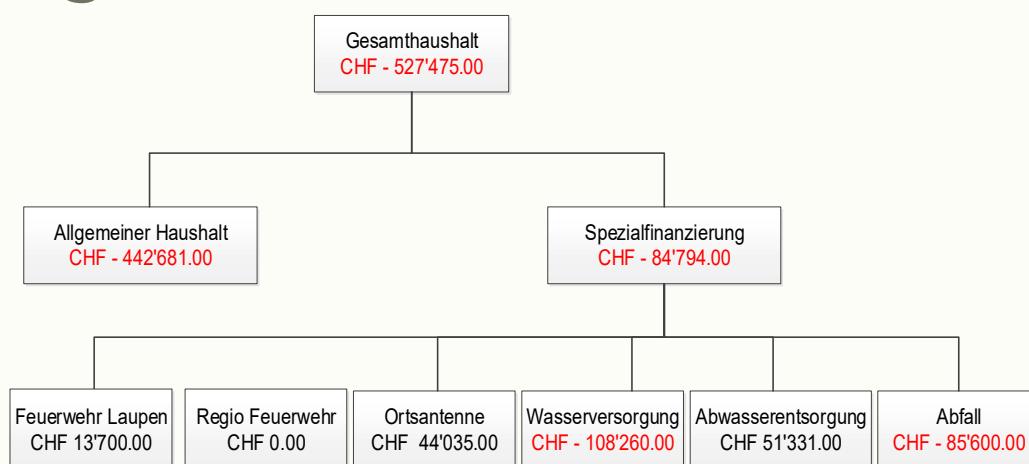 Gesamthaushalt
CHF - 527'475.00
Allgemeiner Haushalt
CHF - 442'681.00
Spezialfinanzierung
CHF - 84'794.00
Feuerwehr Laupen
CHF 13'700.00
Regio Feuerwehr
CHF 0.00
Ortsantenne
CHF 44'035.00
Wasserversorgung
CHF - 108'260.00
Abwasserentsorgung
CHF 51'331.00
Abfall
CHF - 85'600.00